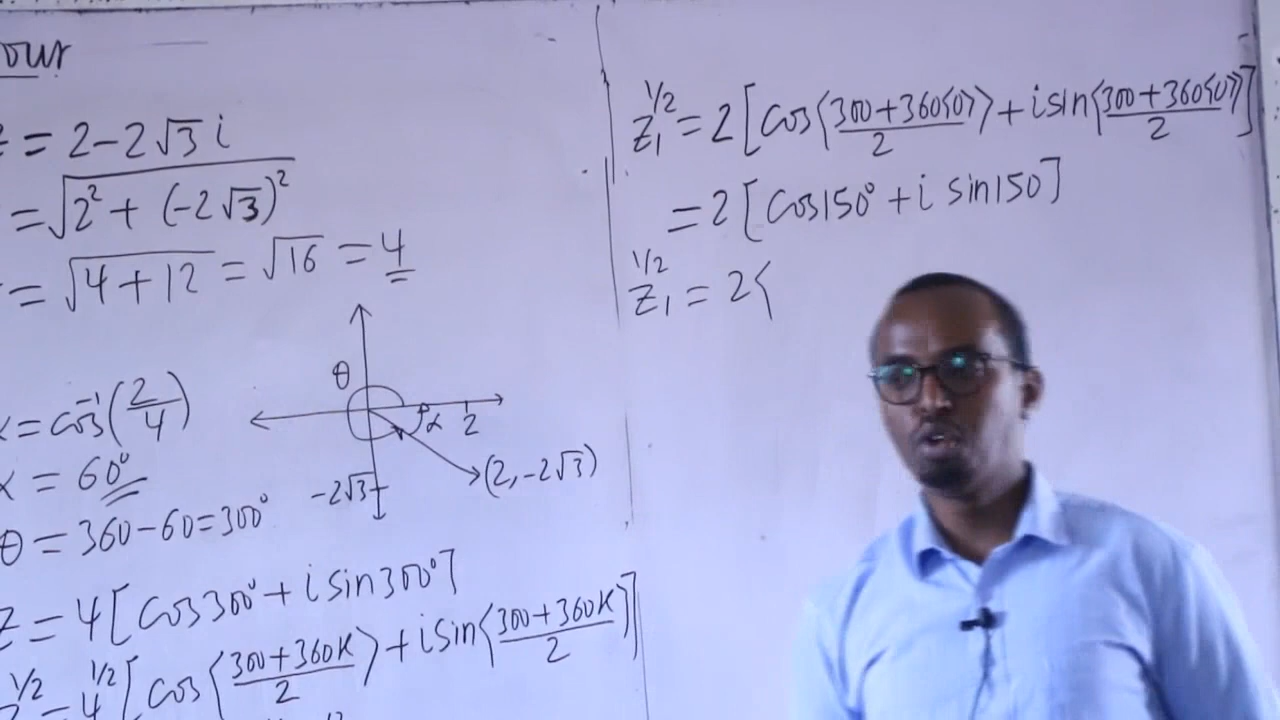 our
z = 2 - 2√3 i
= √(2² + (-2√3)²)
= √(4 + 12) = √16 = 4
θ
α 2
-2√3
(2, -2√3)
α = cos⁻¹(2/4)
α = 60°
θ = 360 - 60 = 300°
z = 4[cos300° + i sin300°]
z^1/2 = 4^1/2 [cos((300 + 360K)/2) + i sin((300 + 360K)/2)]
z₁^1/2 = 2[cos((300 + 360(0))/2) + i sin((300 + 360(0))/2)]
= 2[cos150° + i sin150]
z₁^1/2 = 2(